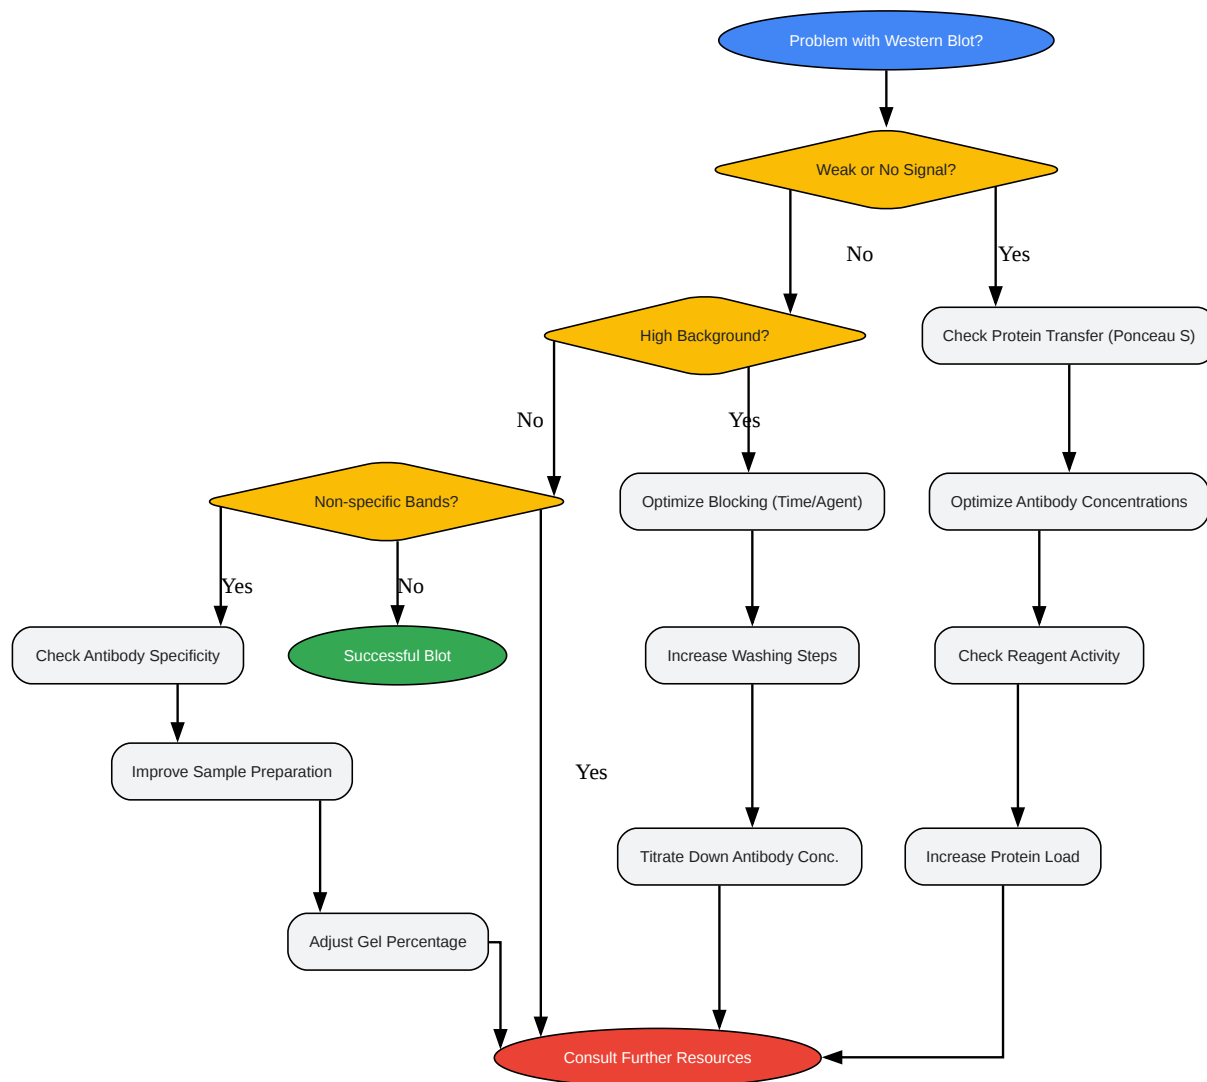 Problem with Western Blot?
Weak or No Signal?
No
Yes
High Background?
Check Protein Transfer (Ponceau S)
No
Yes
Non-specific Bands?
Optimize Blocking (Time/Agent)
Optimize Antibody Concentrations
Yes
No
Check Antibody Specificity
Successful Blot
Increase Washing Steps
Check Reagent Activity
Improve Sample Preparation
Yes
Titrate Down Antibody Conc.
Increase Protein Load
Adjust Gel Percentage
Consult Further Resources